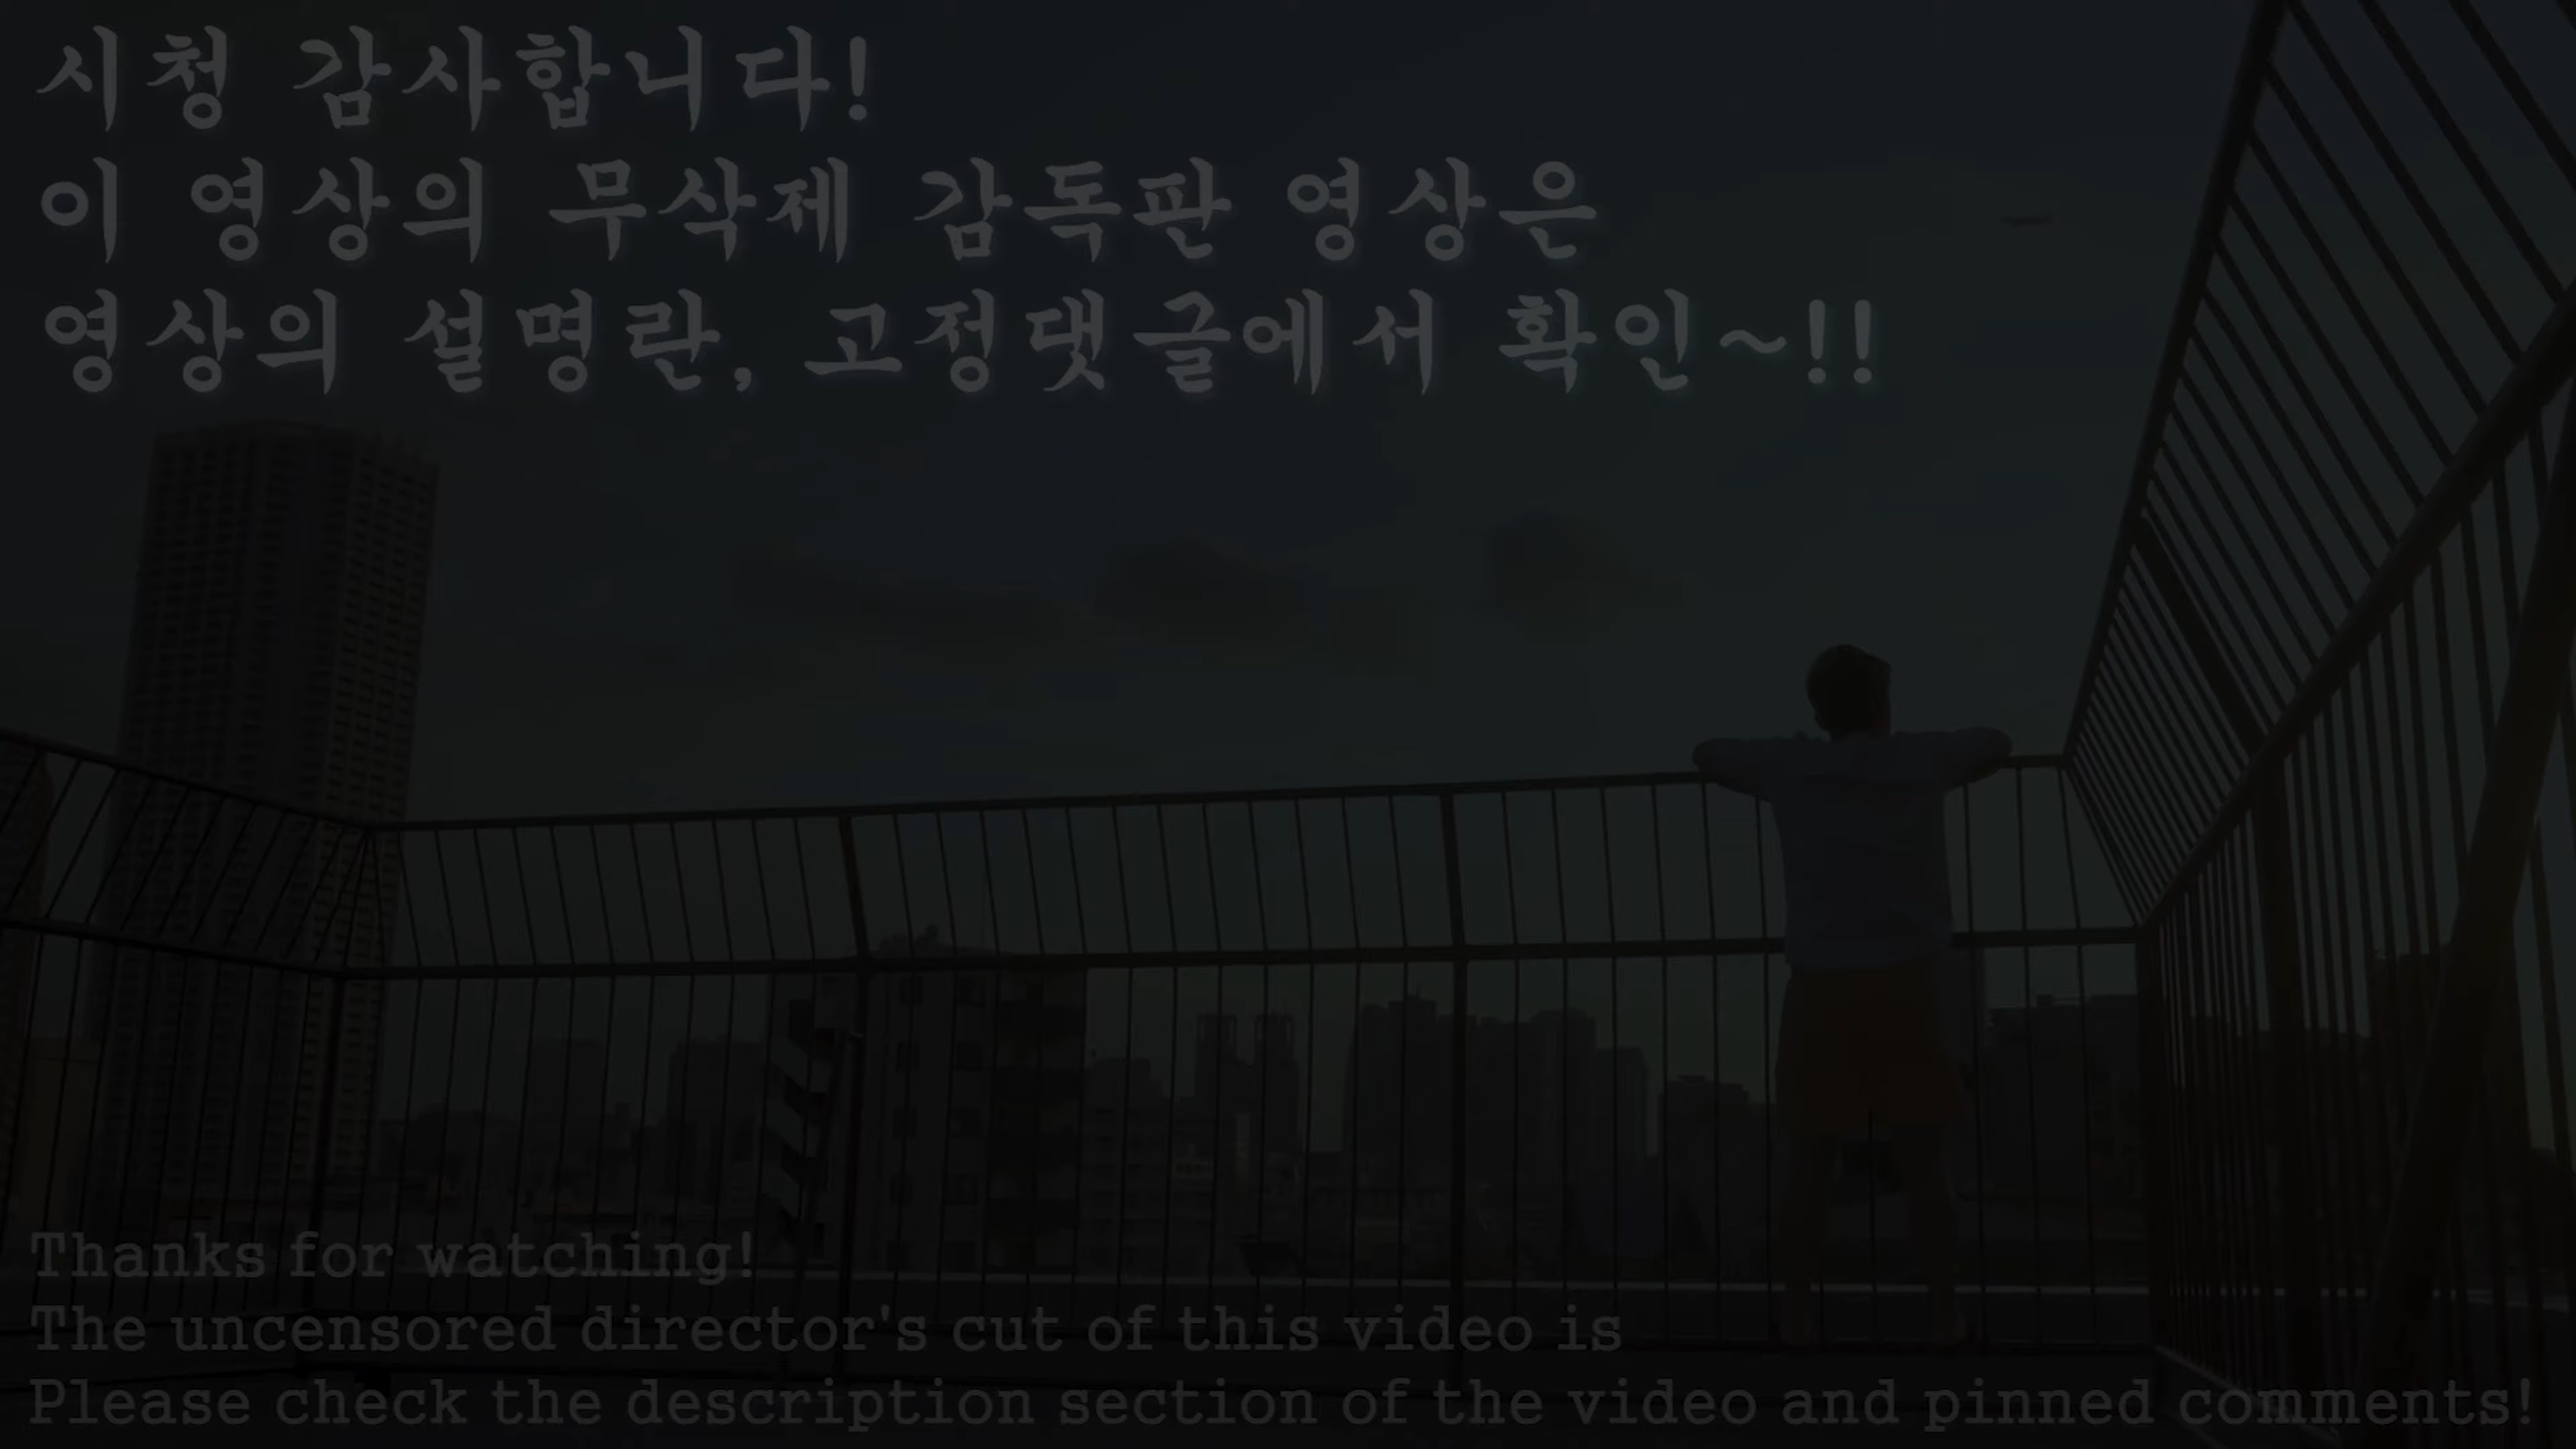 시청 감사합니다!
이 영상의 무삭제 감독판 영상은
영상의 설명란, 고정댓글에서 확인~!!
Thanks for watching!
The uncensored director's cut of this video is
Please check the description section of the video and pinned comments!